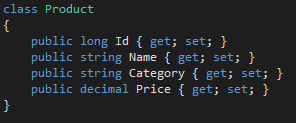 class Product
{
    public long Id { get; set; }
    public string Name { get; set; }
    public string Category { get; set; }
    public decimal Price { get; set; }
}